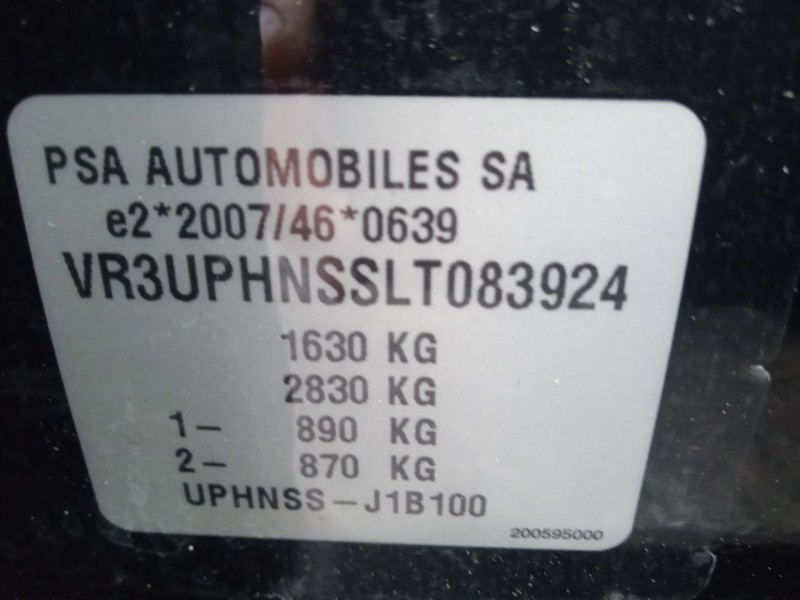 PSA AUTOMOBILES SA
e2*2007/46*0639
VR3UPHNSSLT083924
1630 KG
2830 KG
1– 890 KG
2– 870 KG
UPHNSS–J1B100
200595000